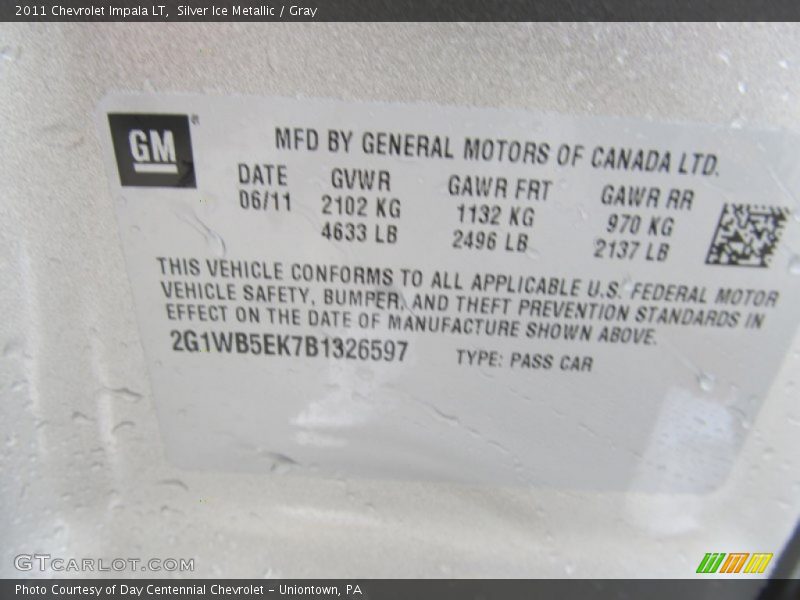 2011 Chevrolet Impala LT,  Silver Ice Metallic / Gray
GM®
MFD BY GENERAL MOTORS OF CANADA LTD.
DATE GVWR GAWR FRT GAWR RR
06/11 2102 KG 1132 KG 970 KG
4633 LB 2496 LB 2137 LB
THIS VEHICLE CONFORMS TO ALL APPLICABLE U.S. FEDERAL MOTOR
VEHICLE SAFETY, BUMPER, AND THEFT PREVENTION STANDARDS IN
EFFECT ON THE DATE OF MANUFACTURE SHOWN ABOVE.
2G1WB5EK7B1326597 TYPE: PASS CAR
GTCARLOT.COM
Photo Courtesy of Day Centennial Chevrolet – Uniontown, PA